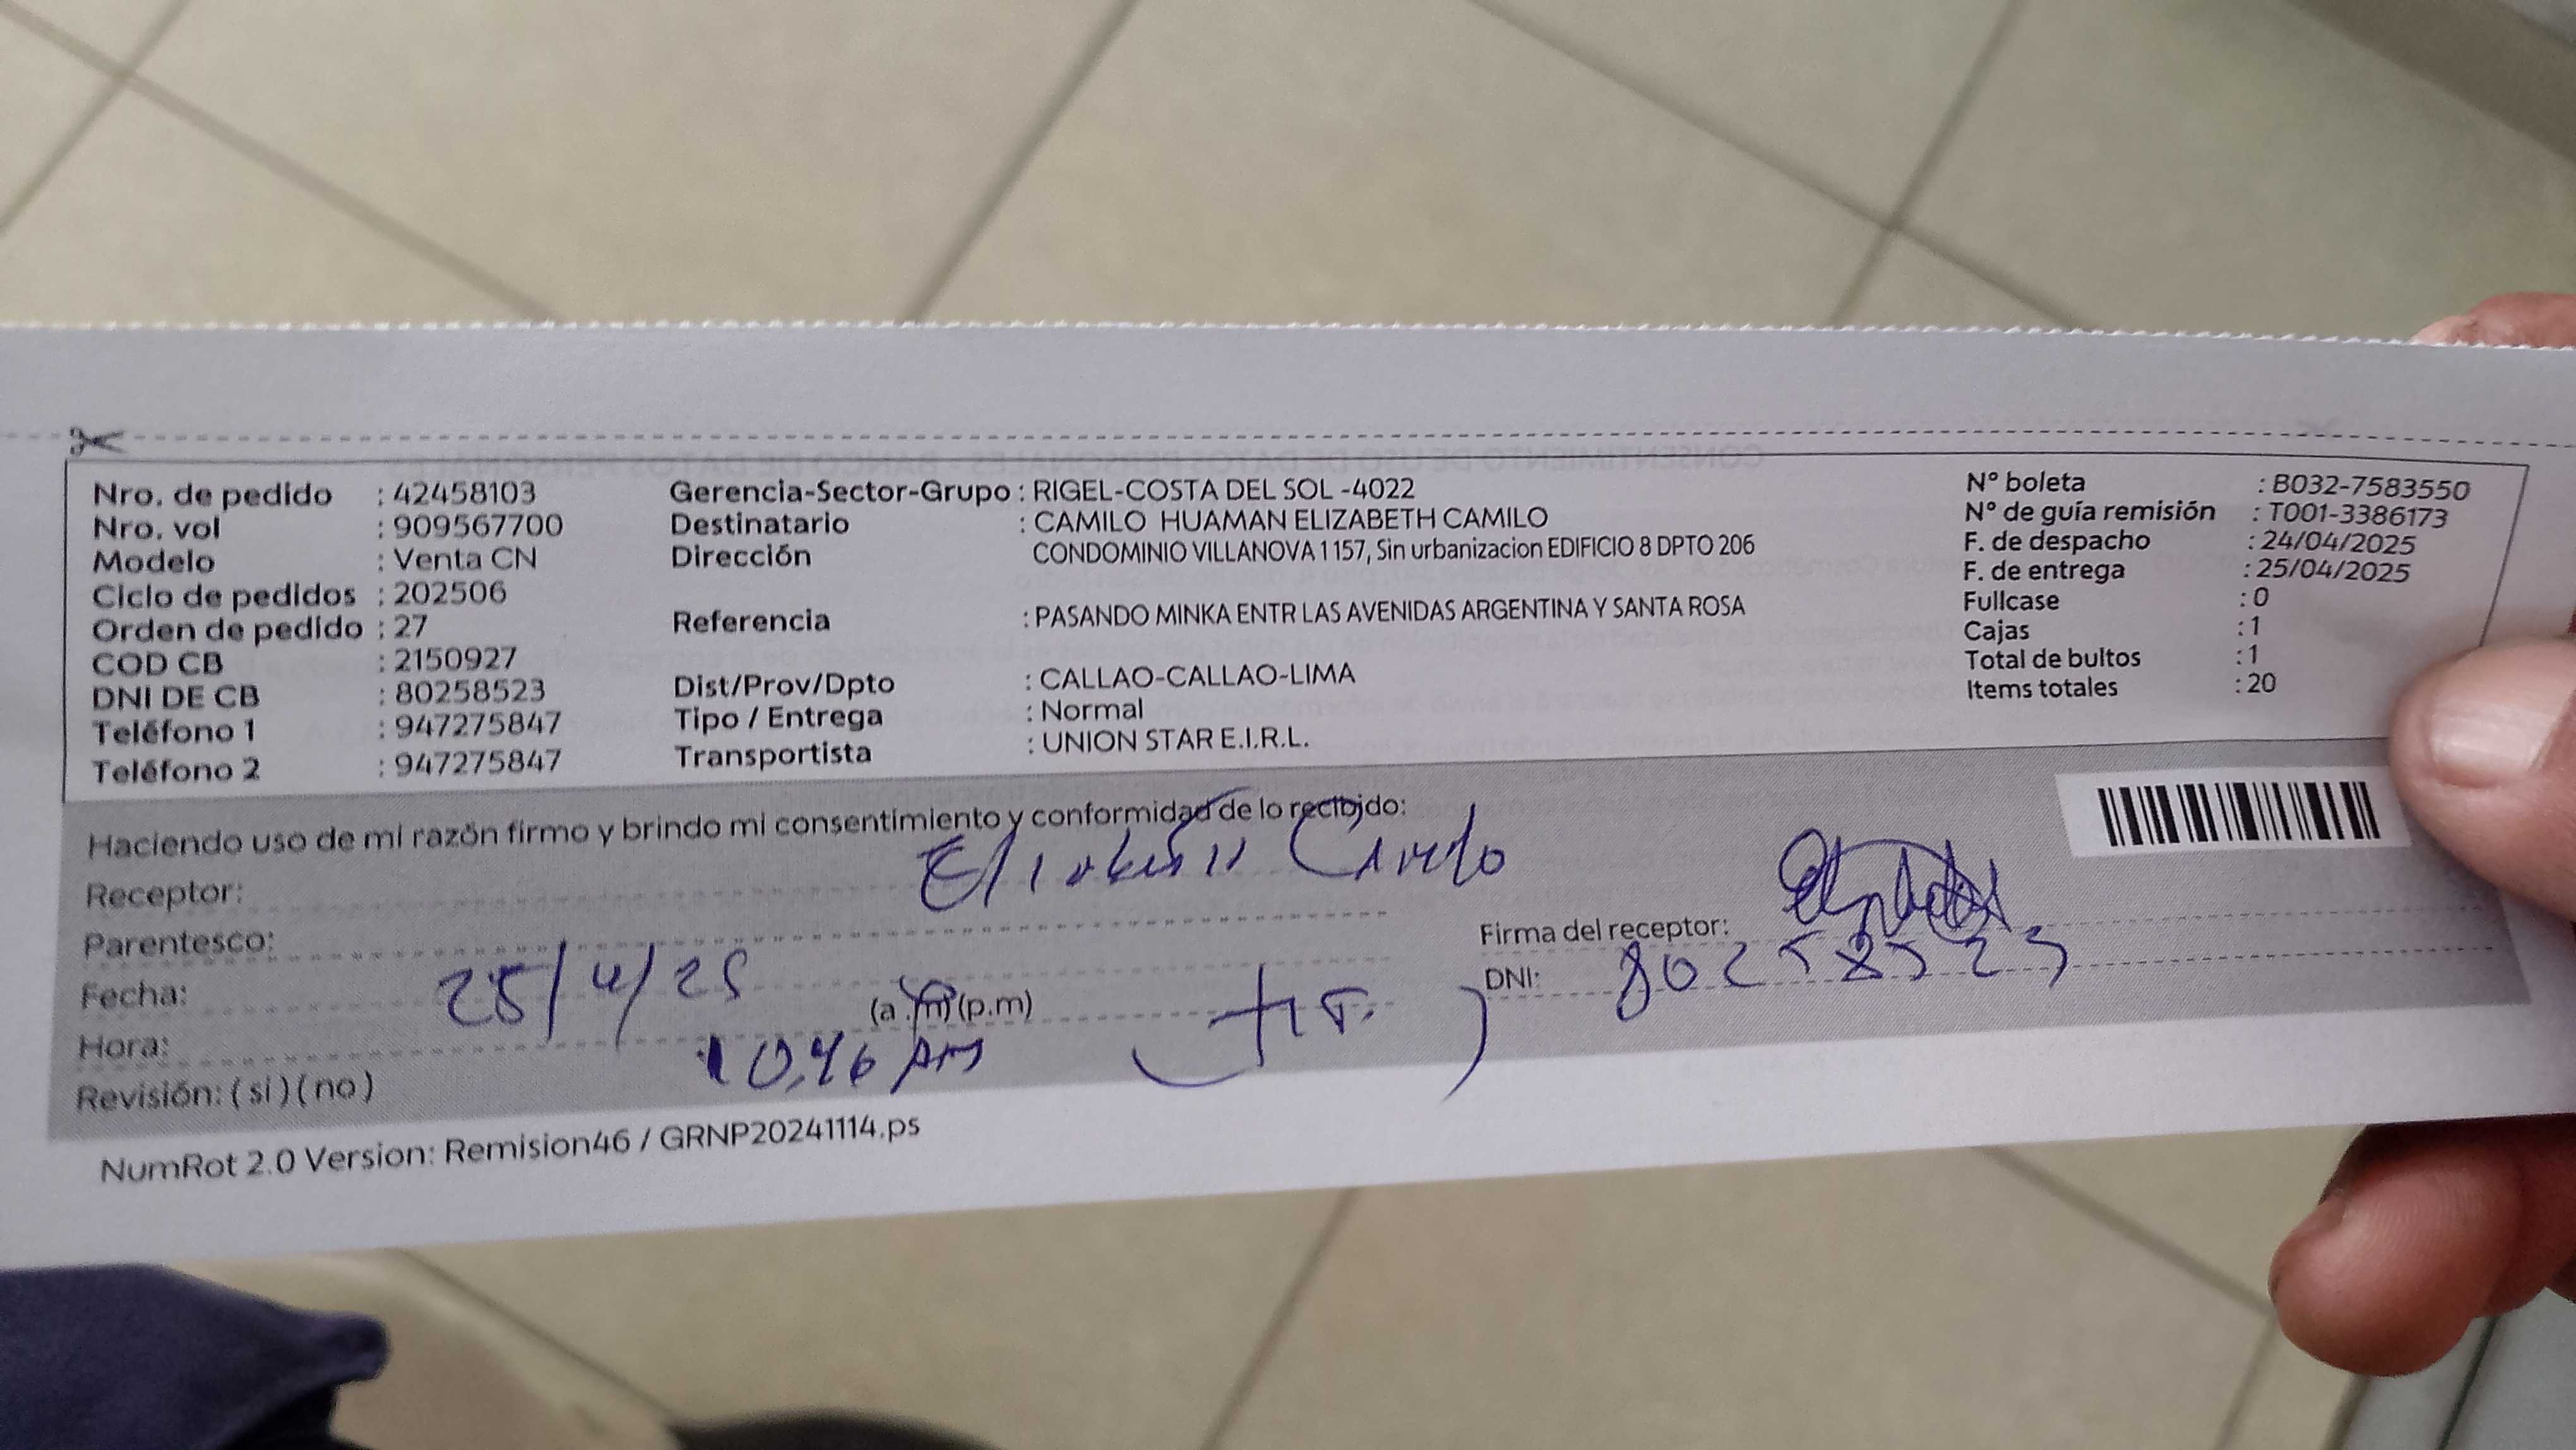 Nro. de pedido : 42458103
Nro. vol : 909567700
Modelo : Venta CN
Ciclo de pedidos : 202506
Orden de pedido : 27
COD CB : 2150927
DNI DE CB : 80258523
Teléfono 1 : 947275847
Teléfono 2 : 947275847
Gerencia-Sector-Grupo : RIGEL-COSTA DEL SOL -4022
Destinatario : CAMILO HUAMAN ELIZABETH CAMILO
Dirección CONDOMINIO VILLANOVA 1157, Sin urbanizacion EDIFICIO 8 DPTO 206
Referencia : PASANDO MINKA ENTR LAS AVENIDAS ARGENTINA Y SANTA ROSA
Dist/Prov/Dpto : CALLAO-CALLAO-LIMA
Tipo / Entrega : Normal
Transportista : UNION STAR E.I.R.L.
N° boleta : B032-7583550
N° de guía remisión : T001-3386173
F. de despacho : 24/04/2025
F. de entrega : 25/04/2025
Fullcase : 0
Cajas : 1
Total de bultos : 1
Items totales : 20
Haciendo uso de mi razón firmo y brindo mi consentimiento y conformidad de lo recibido:
Receptor:
Parentesco:
Fecha: 25/4/25
(a.m)(p.m)
Hora: 10,46 AM
Revisión: (si)(no)
Firma del receptor:
DNI: 80258523
NumRot 2.0 Version: Remision46 / GRNP20241114.ps